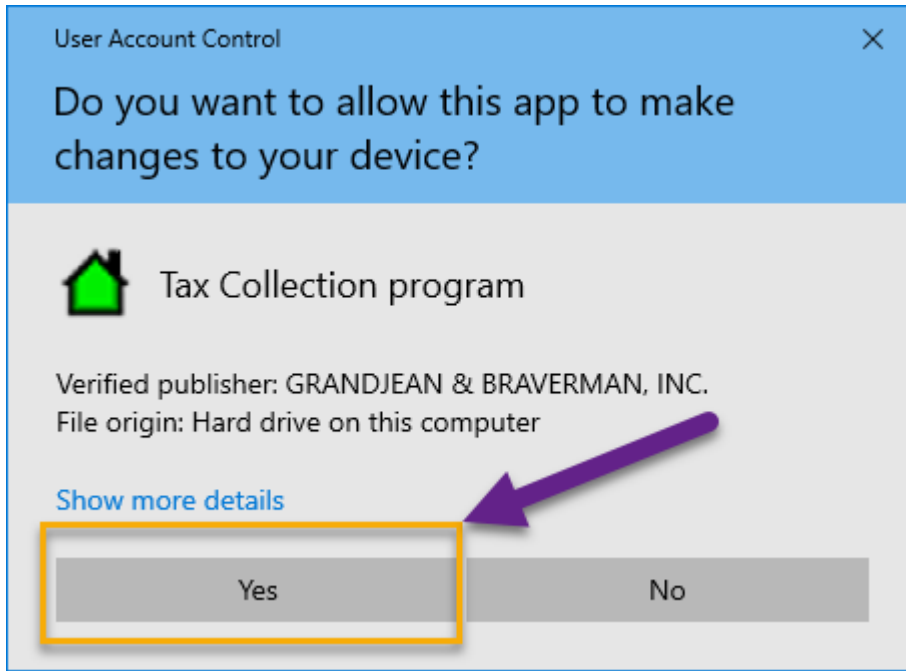 User Account Control
Do you want to allow this app to make
changes to your device?
Tax Collection program
Verified publisher: GRANDJEAN & BRAVERMAN, INC.
File origin: Hard drive on this computer
Show more details
Yes
No